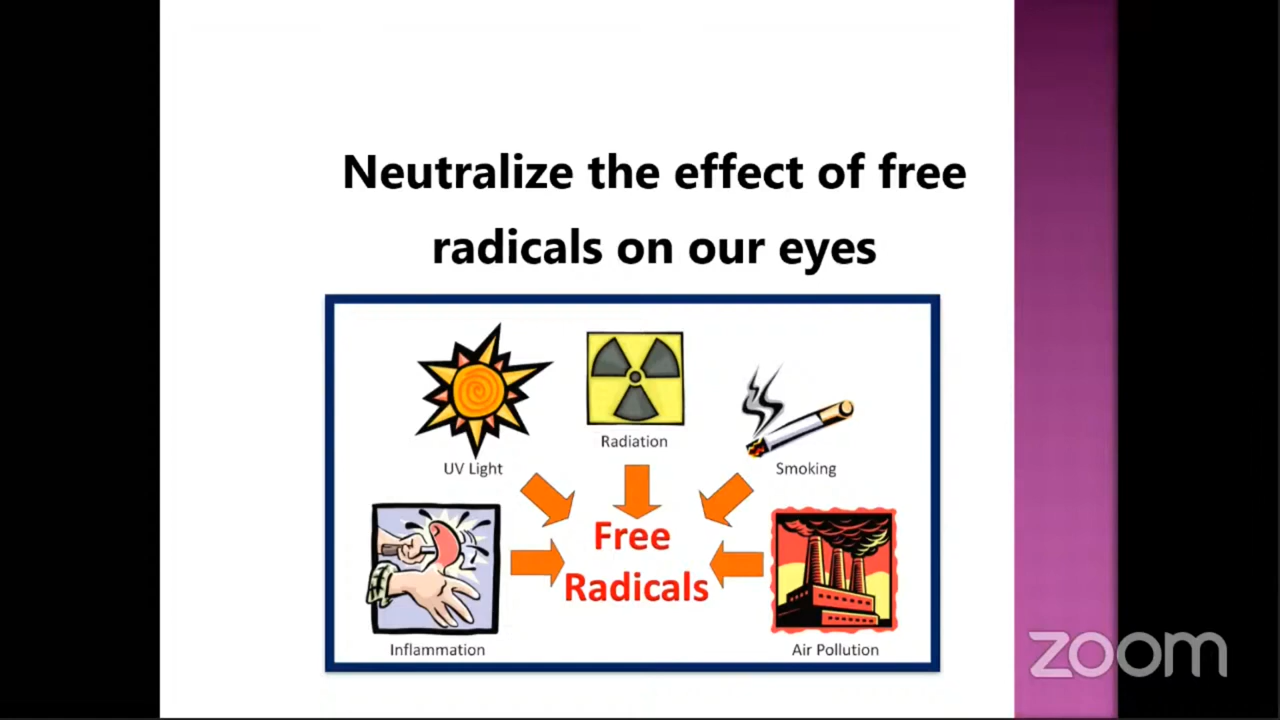 Neutralize the effect of free
radicals on our eyes
Radiation
UV Light
Smoking
Free
Radicals
Inflammation
Air Pollution
zoom